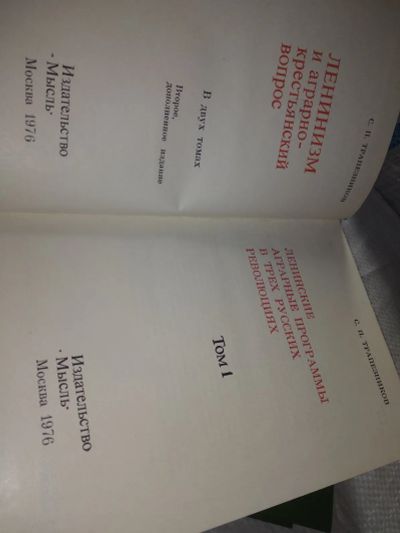 С. П. ТРАПЕЗНИКОВ
ЛЕНИНИЗМ
И АГРАРНО-
КРЕСТЬЯНСКИЙ
ВОПРОС
В двух томах
Второе,
дополненное издание
Издательство
·Мысль·
Москва 1976
С. П. ТРАПЕЗНИКОВ
ЛЕНИНСКИЕ
АГРАРНЫЕ ПРОГРАММЫ
В ТРЕХ РУССКИХ
РЕВОЛЮЦИЯХ
Том 1
Издательство
·Мысль·
Москва 1976